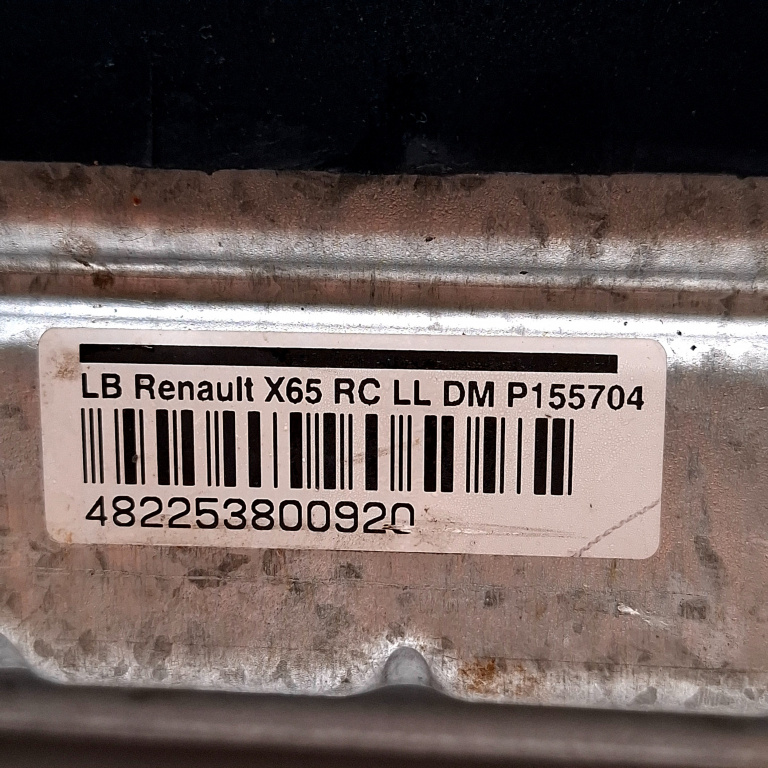 LB Renault X65 RC LL DM P155704
482253800920